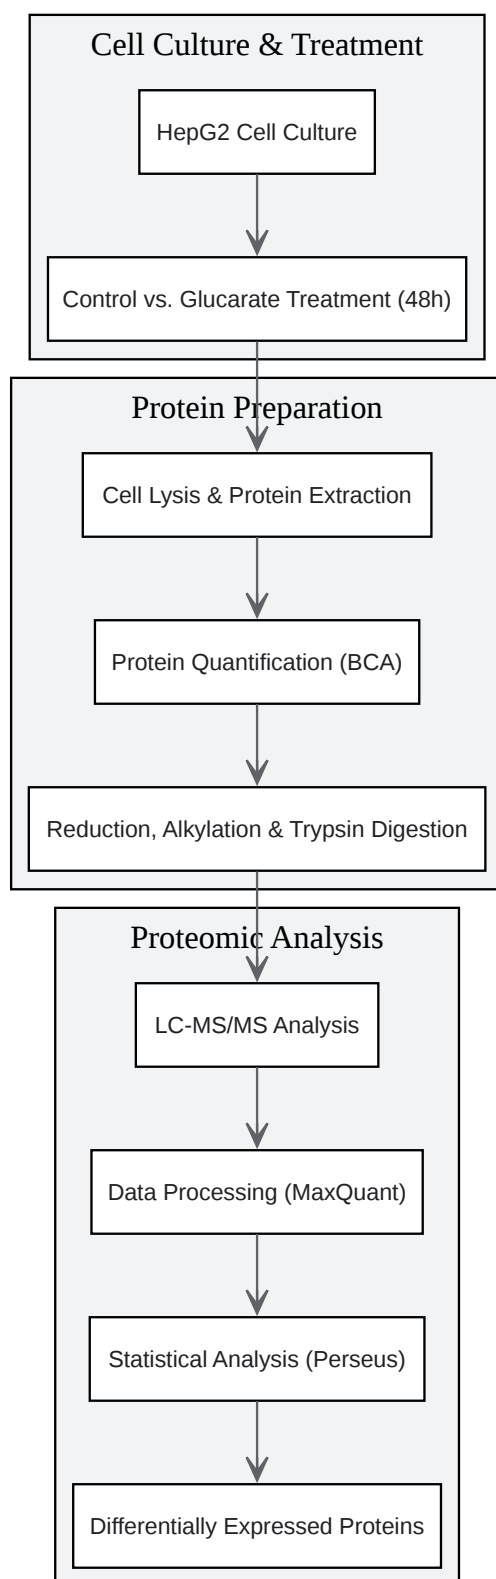 Cell Culture & Treatment
HepG2 Cell Culture
Control vs. Glucarate Treatment (48h)
Protein Preparation
Cell Lysis & Protein Extraction
Protein Quantification (BCA)
Reduction, Alkylation & Trypsin Digestion
Proteomic Analysis
LC-MS/MS Analysis
Data Processing (MaxQuant)
Statistical Analysis (Perseus)
Differentially Expressed Proteins